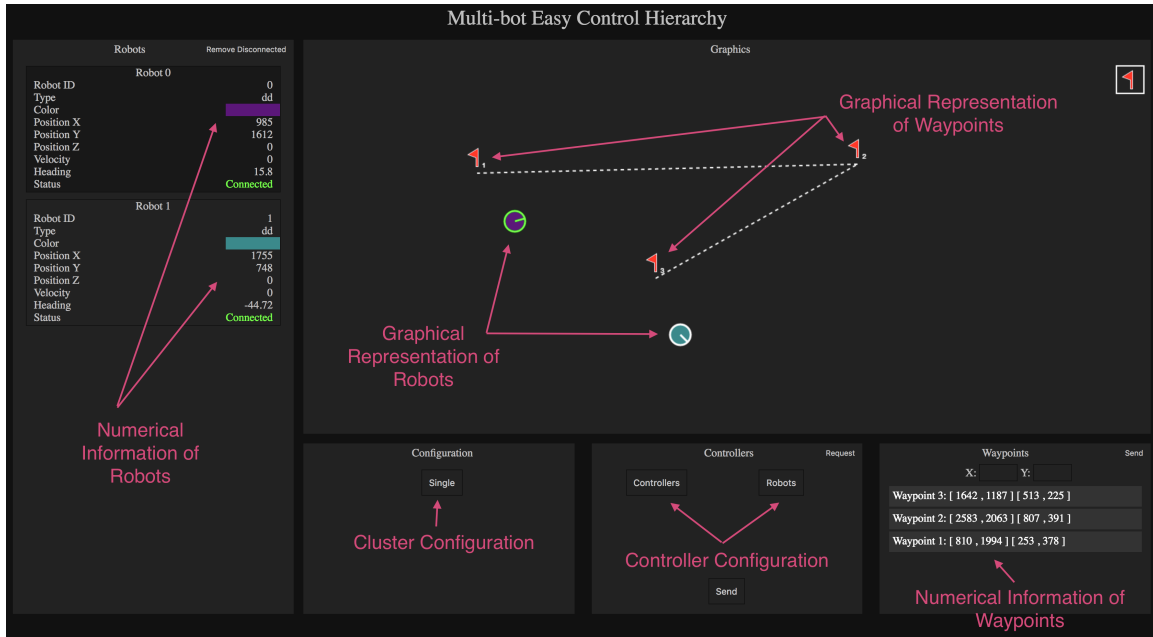 Multi-bot Easy Control Hierarchy
Robots
Remove Disconnected
Robot 0
Robot ID 0
Type dd
Color
Position X 985
Position Y 1612
Position Z 0
Velocity 0
Heading 15.8
Status Connected
Robot 1
Robot ID 1
Type dd
Color
Position X 1755
Position Y 748
Position Z 0
Velocity 0
Heading -44.72
Status Connected
Numerical
Information of
Robots
Graphics
Graphical Representation
of Waypoints
1
2
3
Graphical
Representation of
Robots
Configuration
Single
Cluster Configuration
Controllers
Request
Controllers
Robots
Controller Configuration
Send
Waypoints
Send
X: Y:
Waypoint 3: [ 1642 , 1187 ] [ 513 , 225 ]
Waypoint 2: [ 2583 , 2063 ] [ 807 , 391 ]
Waypoint 1: [ 810 , 1994 ] [ 253 , 378 ]
Numerical Information of
Waypoints